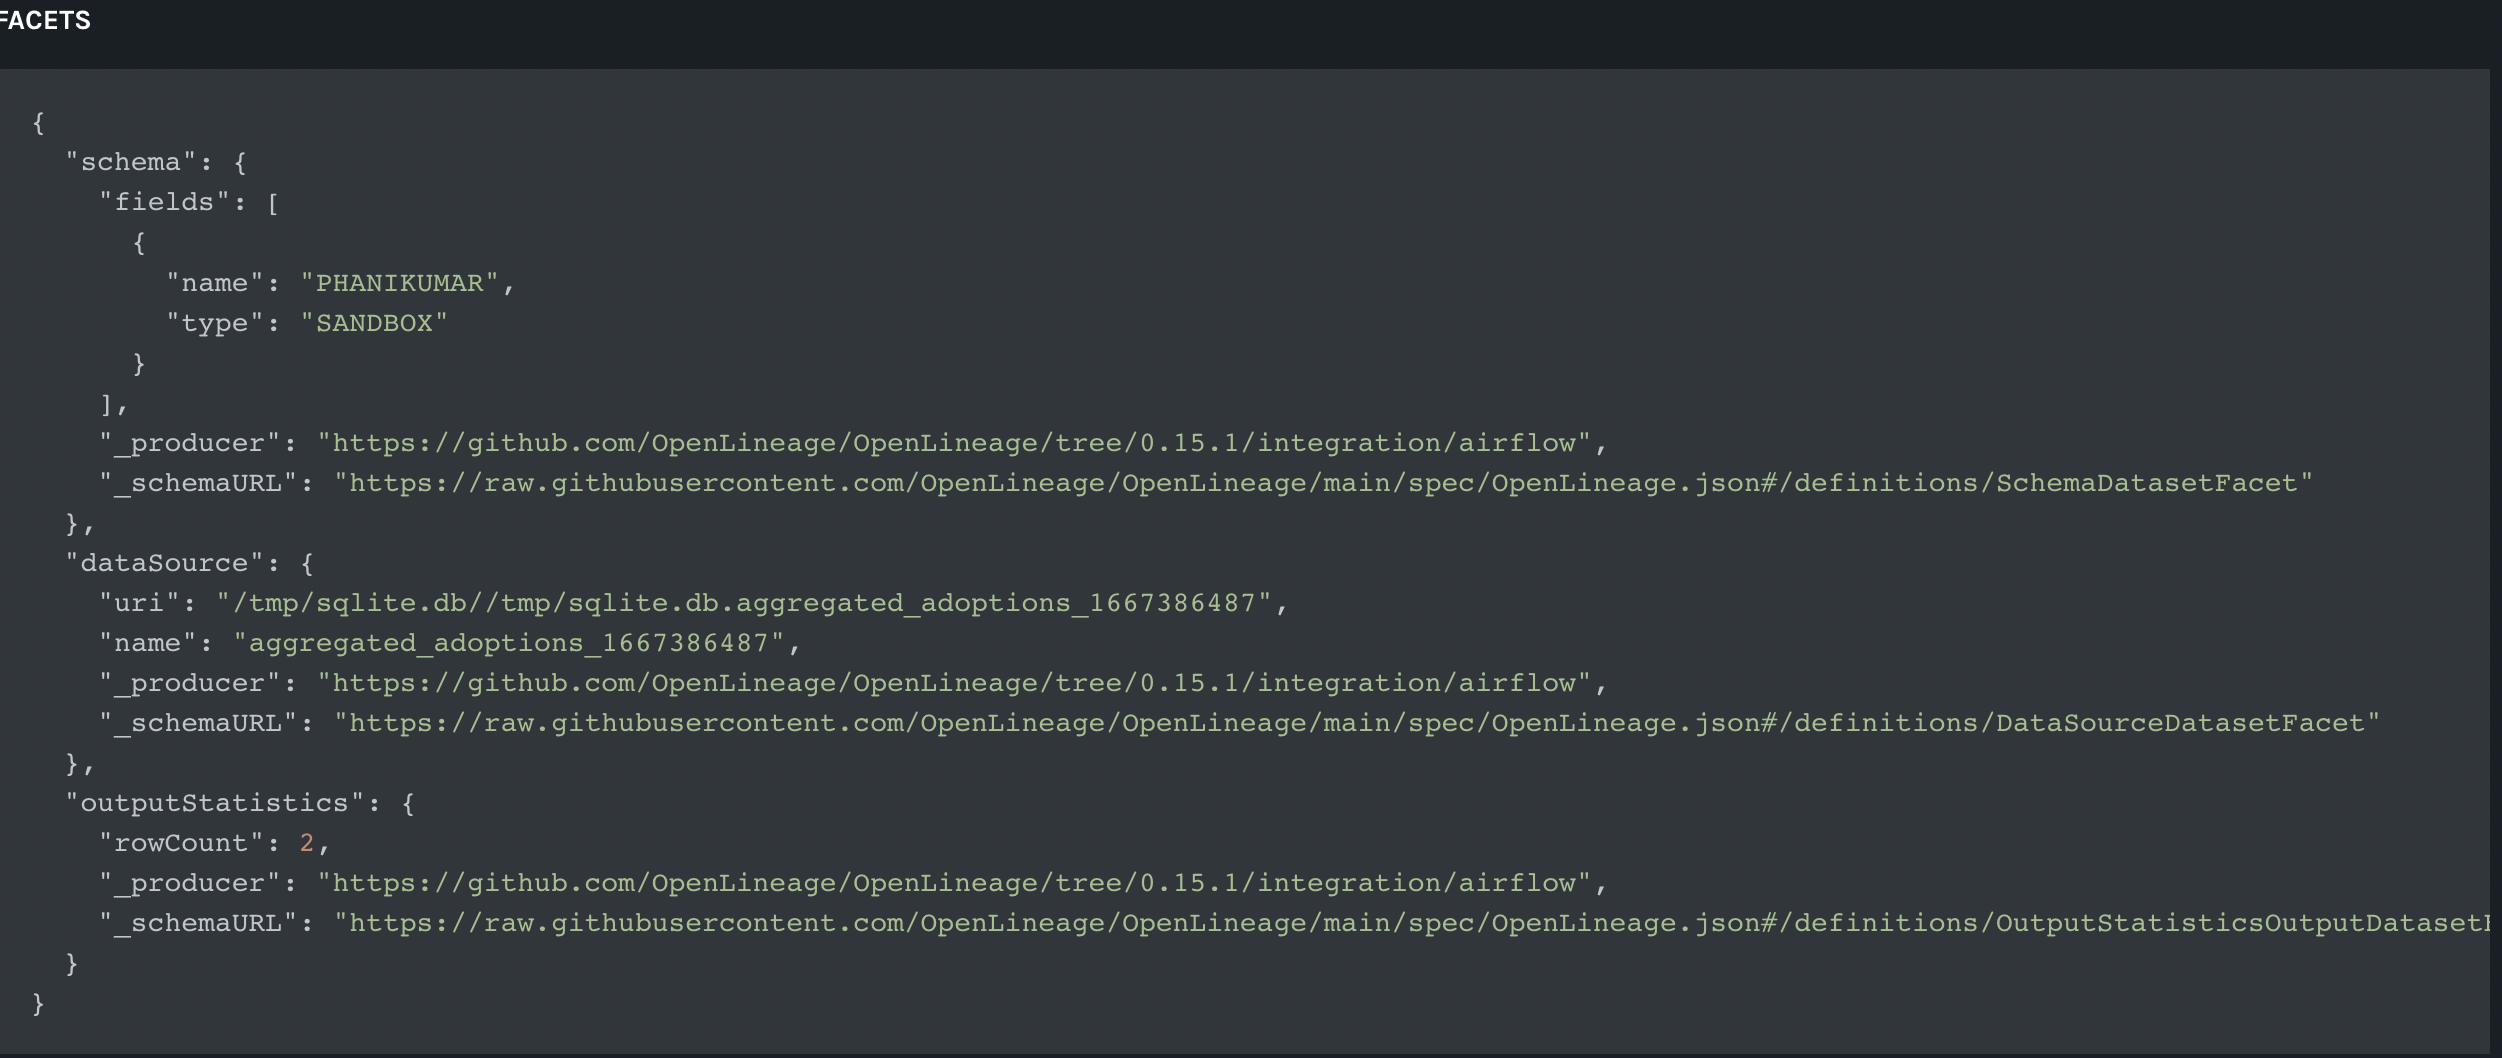 FACETS
{
  "schema": {
    "fields": [
      {
        "name": "PHANIKUMAR",
        "type": "SANDBOX"
      }
    ],
    "_producer": "https://github.com/OpenLineage/OpenLineage/tree/0.15.1/integration/airflow",
    "_schemaURL": "https://raw.githubusercontent.com/OpenLineage/OpenLineage/main/spec/OpenLineage.json#/definitions/SchemaDatasetFacet"
  },
  "dataSource": {
    "uri": "/tmp/sqlite.db//tmp/sqlite.db.aggregated_adoptions_1667386487",
    "name": "aggregated_adoptions_1667386487",
    "_producer": "https://github.com/OpenLineage/OpenLineage/tree/0.15.1/integration/airflow",
    "_schemaURL": "https://raw.githubusercontent.com/OpenLineage/OpenLineage/main/spec/OpenLineage.json#/definitions/DataSourceDatasetFacet"
  },
  "outputStatistics": {
    "rowCount": 2,
    "_producer": "https://github.com/OpenLineage/OpenLineage/tree/0.15.1/integration/airflow",
    "_schemaURL": "https://raw.githubusercontent.com/OpenLineage/OpenLineage/main/spec/OpenLineage.json#/definitions/OutputStatisticsOutputDataset
  }
}